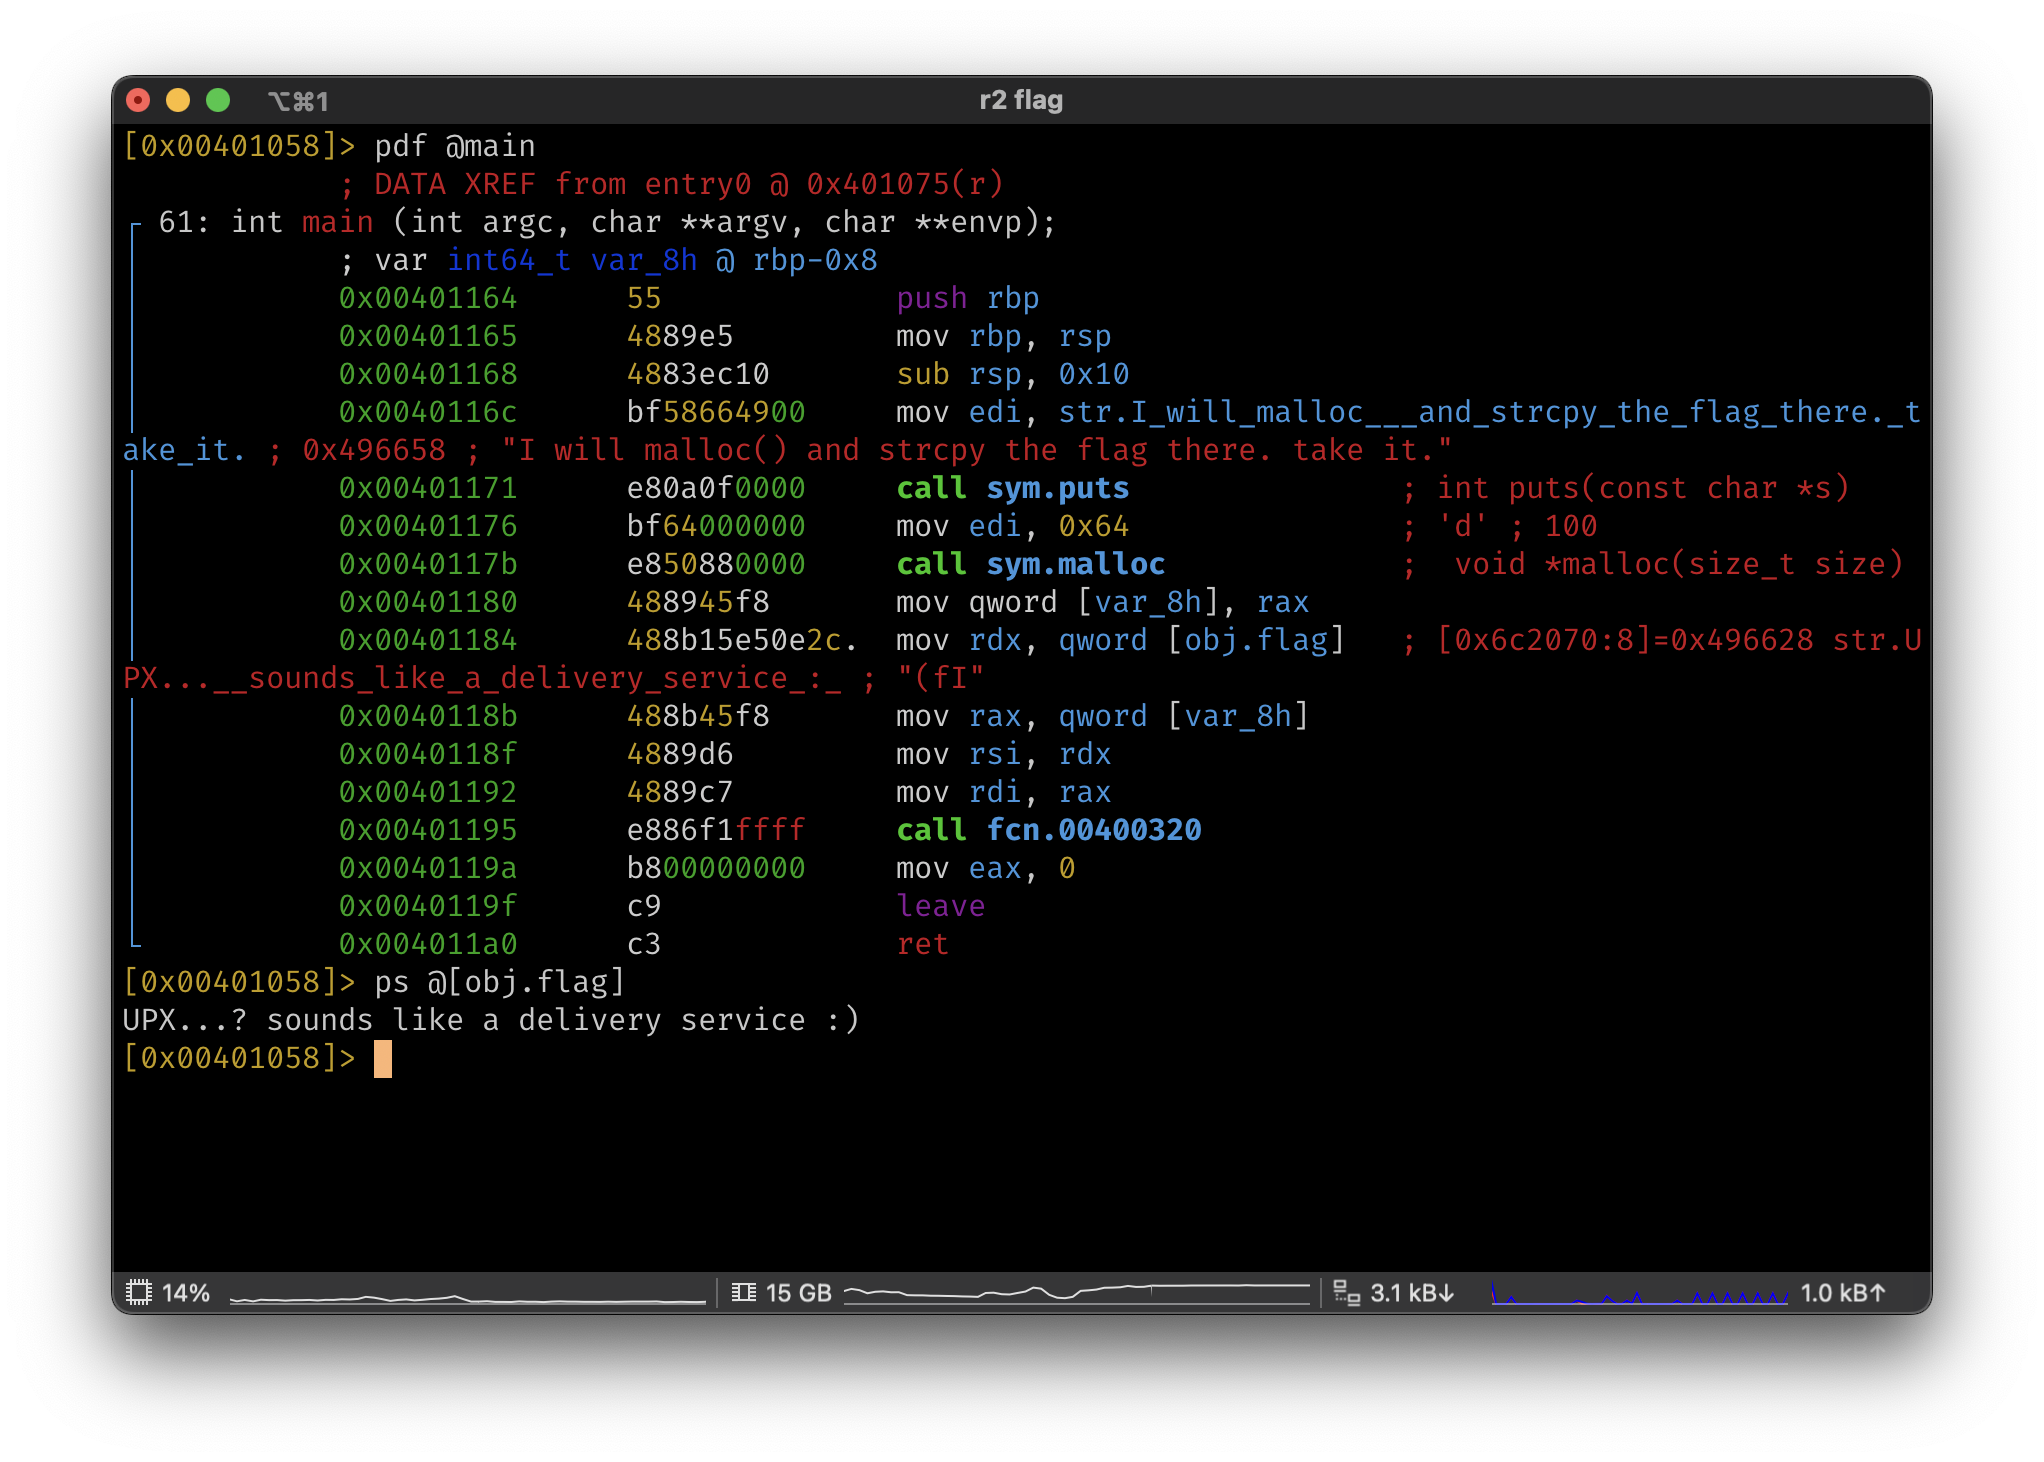 ⌥⌘1
r2 flag
[0x00401058]> pdf @main
; DATA XREF from entry0 @ 0x401075(r)
┌ 61: int main (int argc, char **argv, char **envp);
; var int64_t var_8h @ rbp-0x8
0x00401164 55 push rbp
0x00401165 4889e5 mov rbp, rsp
0x00401168 4883ec10 sub rsp, 0x10
0x0040116c bf58664900 mov edi, str.I_will_malloc___and_strcpy_the_flag_there._t
ake_it. ; 0x496658 ; "I will malloc() and strcpy the flag there. take it."
0x00401171 e80a0f0000 call sym.puts ; int puts(const char *s)
0x00401176 bf64000000 mov edi, 0x64 ; 'd' ; 100
0x0040117b e850880000 call sym.malloc ;  void *malloc(size_t size)
0x00401180 488945f8 mov qword [var_8h], rax
0x00401184 488b15e50e2c. mov rdx, qword [obj.flag] ; [0x6c2070:8]=0x496628 str.U
PX...__sounds_like_a_delivery_service_:_ ; "(fI"
0x0040118b 488b45f8 mov rax, qword [var_8h]
0x0040118f 4889d6 mov rsi, rdx
0x00401192 4889c7 mov rdi, rax
0x00401195 e886f1ffff call fcn.00400320
0x0040119a b800000000 mov eax, 0
0x0040119f c9 leave
0x004011a0 c3 ret
[0x00401058]> ps @[obj.flag]
UPX...? sounds like a delivery service :)
[0x00401058]>
14% 15 GB 3.1 kB↓ 1.0 kB↑